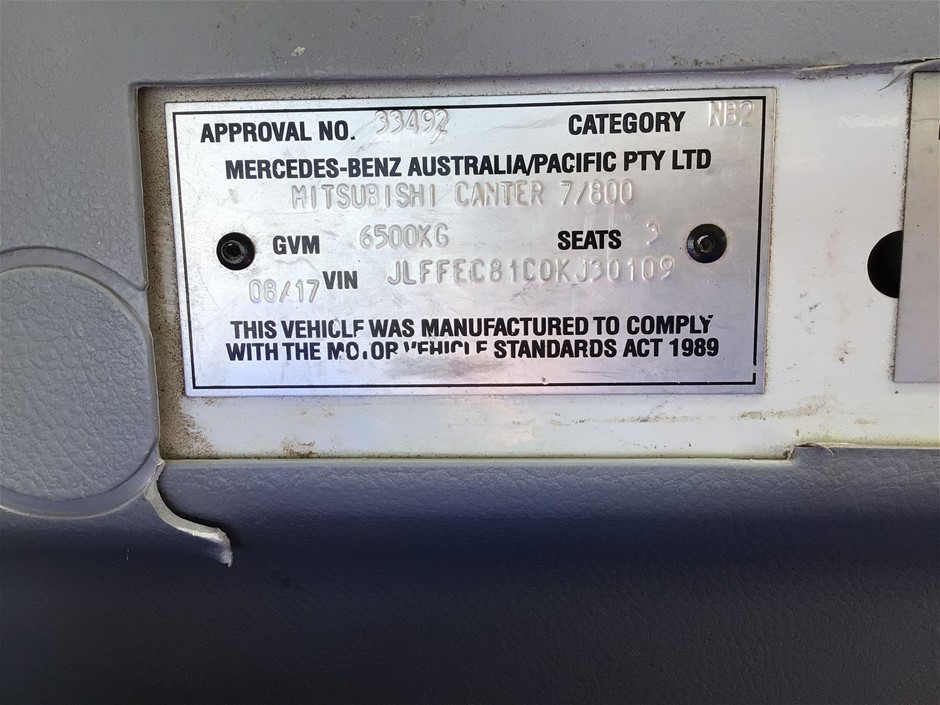 APPROVAL NO. 33492 CATEGORY NB2
MERCEDES-BENZ AUSTRALIA/PACIFIC PTY LTD
MITSUBISHI CANTER 7/800
GVM 6500KG SEATS 3
08/17 VIN JLFFEC81C0KJ30109
THIS VEHICLE WAS MANUFACTURED TO COMPLY
WITH THE MOTOR VEHICLE STANDARDS ACT 1989